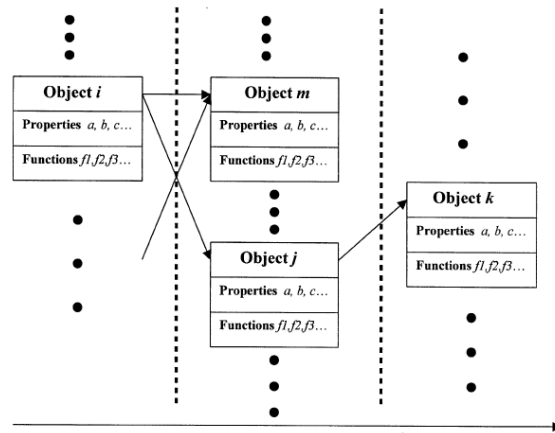 Object i
Properties a, b, c...
Functions f1,f2,f3...
Object m
Properties a, b, c...
Functions f1,f2,f3...
Object j
Properties a, b, c...
Functions f1,f2,f3...
Object k
Properties a, b, c...
Functions f1,f2,f3...